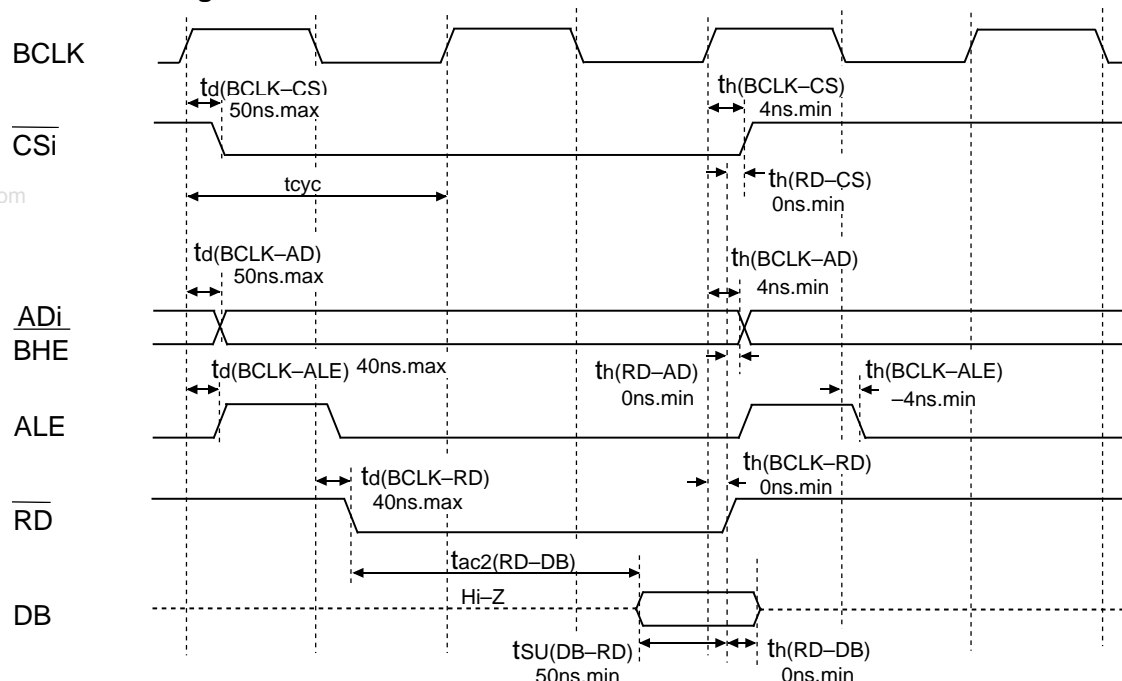 BCLK
td(BCLK–CS)
50ns.max
th(BCLK–CS)
4ns.min
CSi
tcyc
th(RD–CS)
0ns.min
om
td(BCLK–AD)
50ns.max
th(BCLK–AD)
4ns.min
ADi
BHE
td(BCLK–ALE) 40ns.max
th(RD–AD)
0ns.min
th(BCLK–ALE)
–4ns.min
ALE
td(BCLK–RD)
40ns.max
th(BCLK–RD)
0ns.min
RD
tac2(RD–DB)
Hi–Z
DB
tSU(DB–RD)
50ns.min
th(RD–DB)
0ns.min